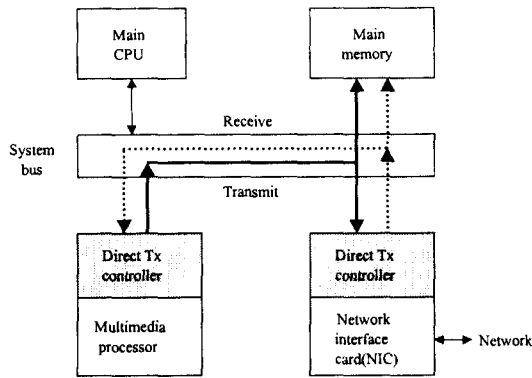 Main
CPU
Main
memory
Receive
System
bus
Transmit
Direct Tx
controller
Direct Tx
controller
Multimedia
processor
Network
interface
card(NIC)
Network